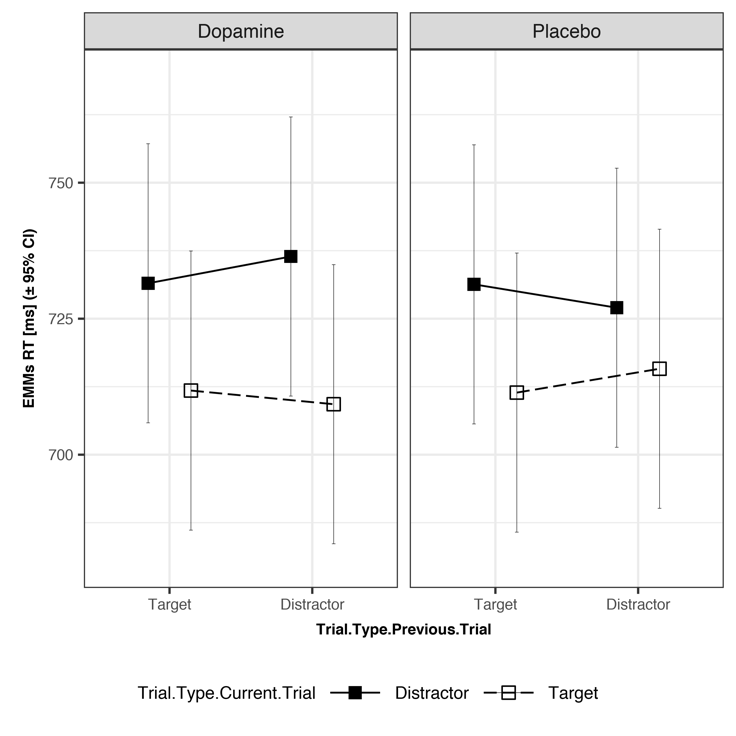 Dopamine Placebo
EMMs RT [ms] (± 95% CI)
750
725
700
Target Distractor Target Distractor
Trial.Type.Previous.Trial
Trial.Type.Current.Trial Distractor Target